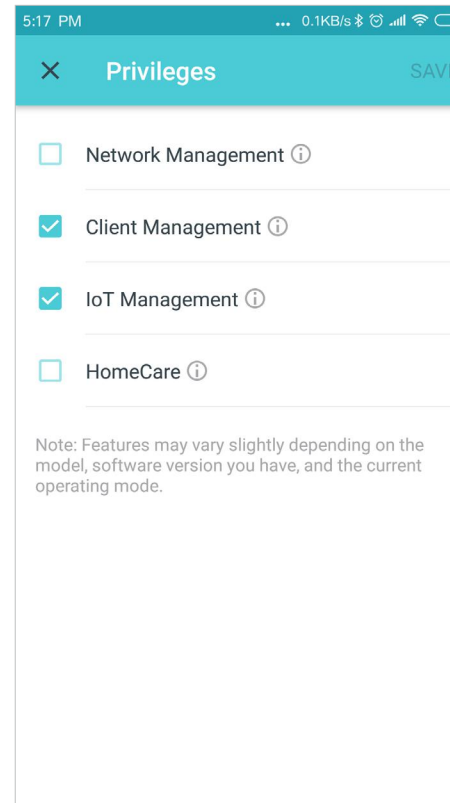 5:17 PM ... 0.1KB/s
Privileges
Network Management
Client Management
IoT Management
HomeCare
Note: Features may vary slightly depending on the
model, software version you have, and the current
operating mode.